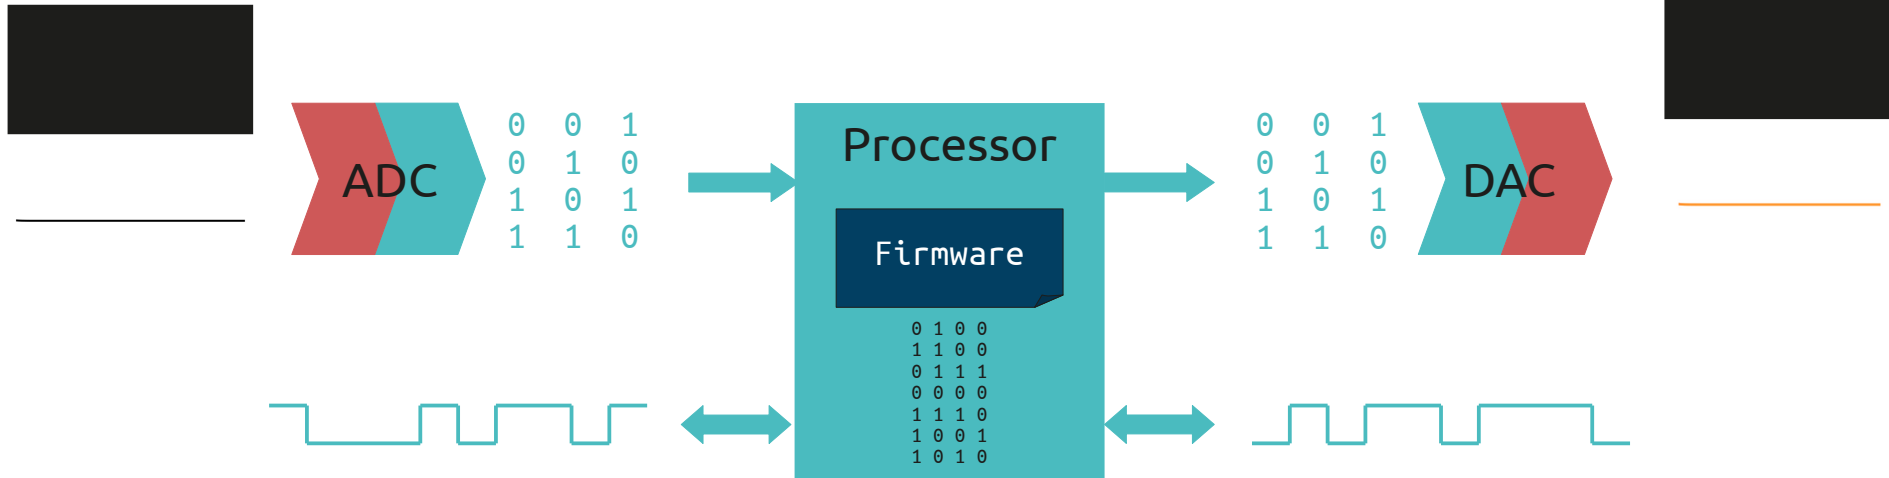 ADC
0 0 1
0 1 0
1 0 1
1 1 0
Processor
Firmware
0 1 0 0
1 1 0 0
0 1 1 1
0 0 0 0
1 1 1 0
1 0 0 1
1 0 1 0
0 0 1
0 1 0
1 0 1
1 1 0
DAC